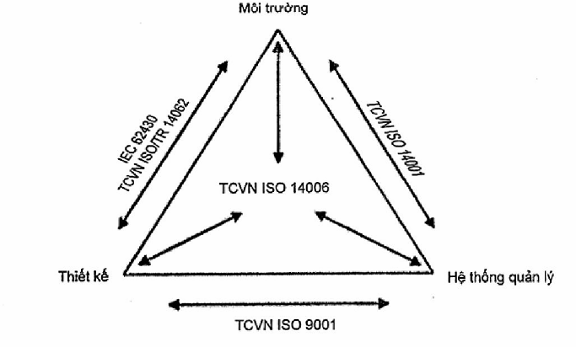 Môi trường
IEC 62430
TCVN ISO/TR 14062
TCVN ISO 14001
TCVN ISO 14006
Thiết kế
Hệ thống quản lý
TCVN ISO 9001